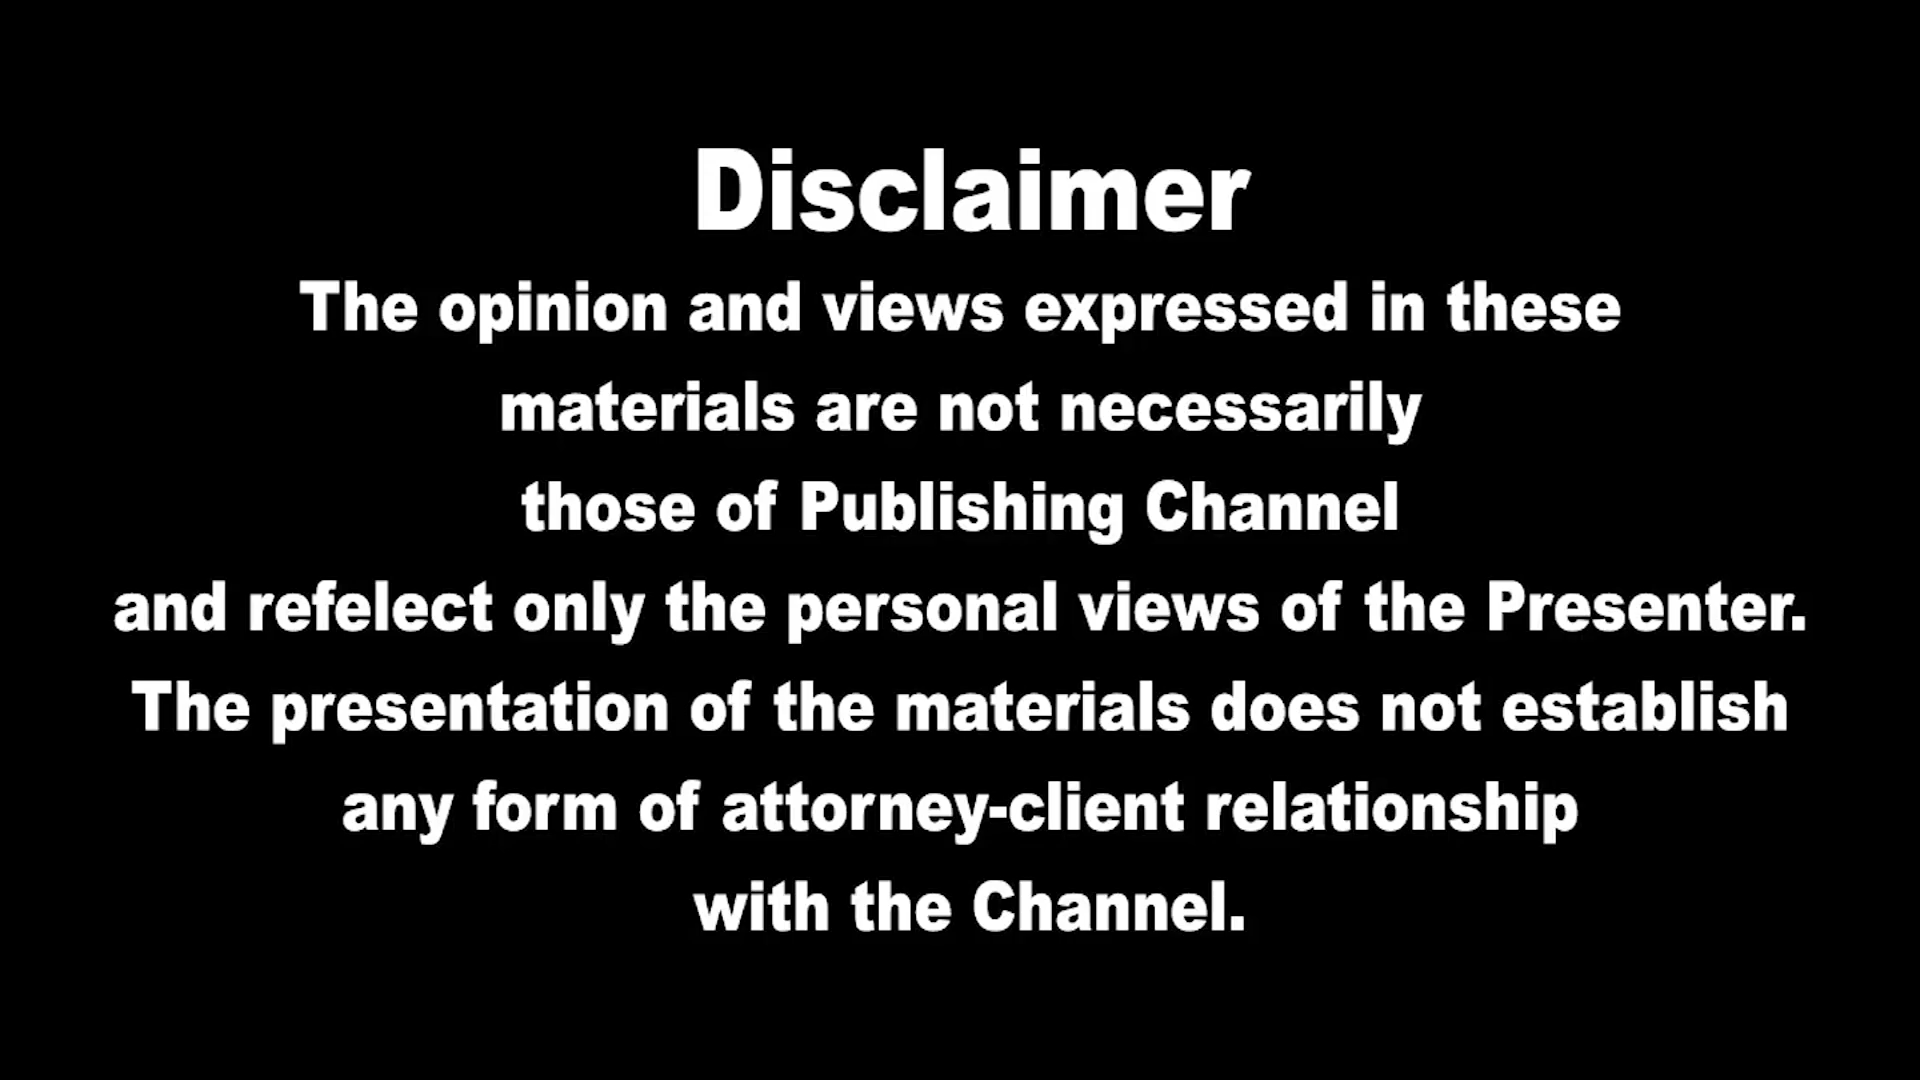 Disclaimer
The opinion and views expressed in these
materials are not necessarily
those of Publishing Channel
and refelect only the personal views of the Presenter.
The presentation of the materials does not establish
any form of attorney-client relationship
with the Channel.